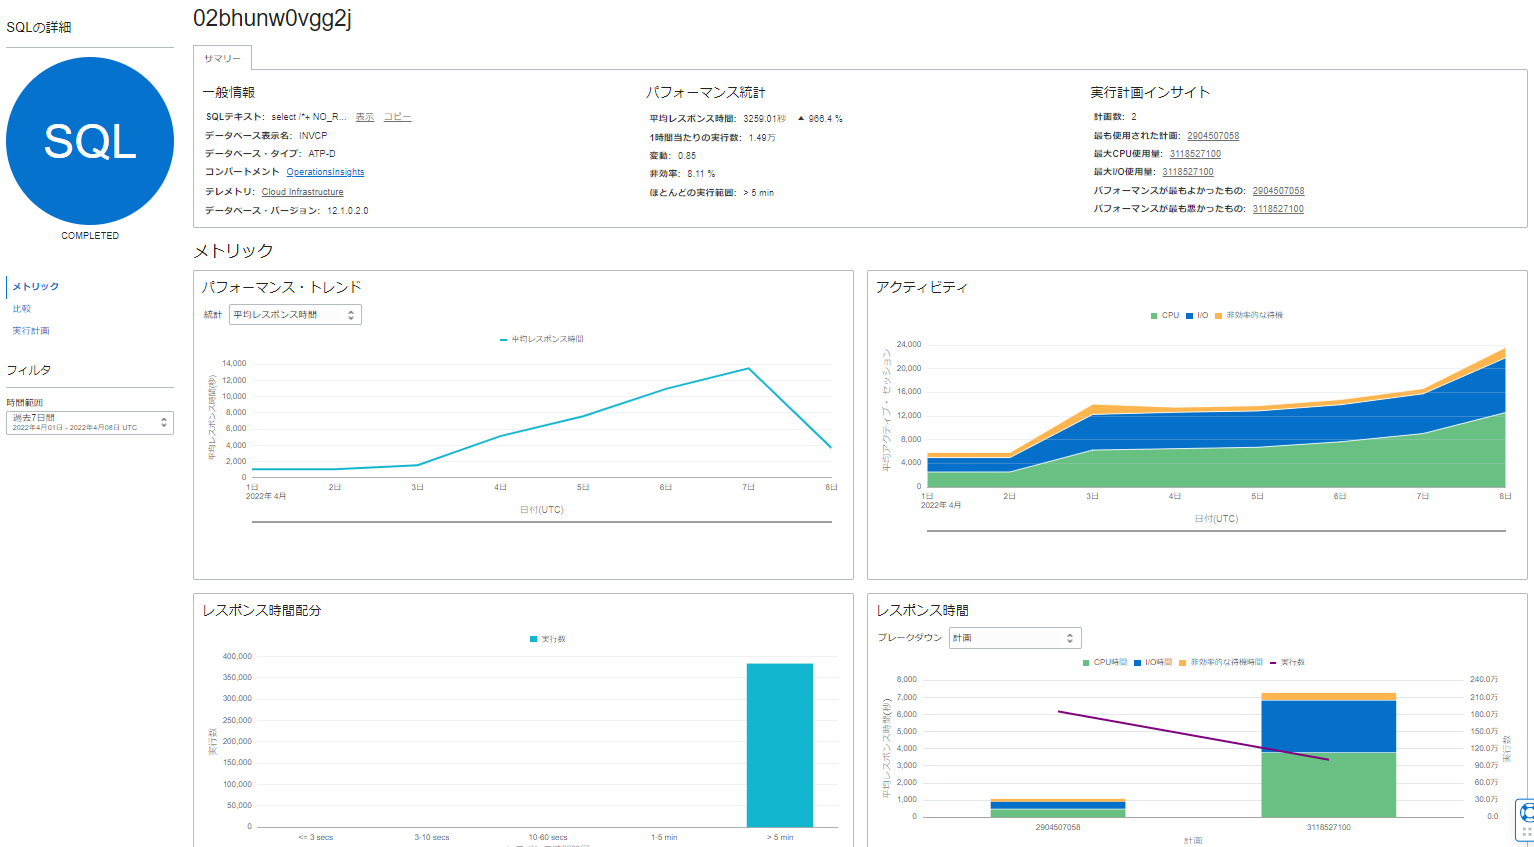 SQLの詳細
SQL
COMPLETED
メトリック
比較
実行計画
フィルタ
時間範囲
過去7日間
2022年4月01日 - 2022年4月08日 UTC
02bhunw0vgg2j
サマリー
一般情報
SQLテキスト: select /*+ NO_R... 表示 コピー
データベース表示名: INVCP
データベース・タイプ: ATP-D
コンパートメント OperationsInsights
テレメトリ: Cloud Infrastructure
データベース・バージョン: 12.1.0.2.0
パフォーマンス統計
平均レスポンス時間: 3259.01秒 ▲ 966.4 %
1時間当たりの実行数: 1.49万
変動: 0.85
非効率: 8.11 %
ほとんどの実行範囲: > 5 min
実行計画インサイト
計画数: 2
最も使用された計画: 2904507058
最大CPU使用量: 3118527100
最大I/O使用量: 3118527100
パフォーマンスが最もよかったもの: 2904507058
パフォーマンスが最も悪かったもの: 3118527100
メトリック
パフォーマンス・トレンド
統計 平均レスポンス時間
平均レスポンス時間
平均レスポンス時間(秒)
14,000
12,000
10,000
8,000
6,000
4,000
2,000
0
1日 2日 3日 4日 5日 6日 7日 8日
2022年 4月
日付(UTC)
アクティビティ
CPU I/O 非効率的な待機
平均アクティブ・セッション
24,000
20,000
16,000
12,000
8,000
4,000
0
1日 2日 3日 4日 5日 6日 7日 8日
2022年 4月
日付(UTC)
レスポンス時間配分
実行数
実行数
400,000
350,000
300,000
250,000
200,000
150,000
100,000
50,000
0
<= 3 secs 3-10 secs 10-60 secs 1-5 min > 5 min
レスポンス時間
ブレークダウン 計画
CPU時間 I/O時間 非効率的な待機時間 実行数
平均レスポンス時間(秒)
8,000
7,000
6,000
5,000
4,000
3,000
2,000
1,000
0
240.0万
210.0万
180.0万
150.0万
120.0万
90.0万
60.0万
30.0万
0.0
実行数
2904507058 3118527100
計画